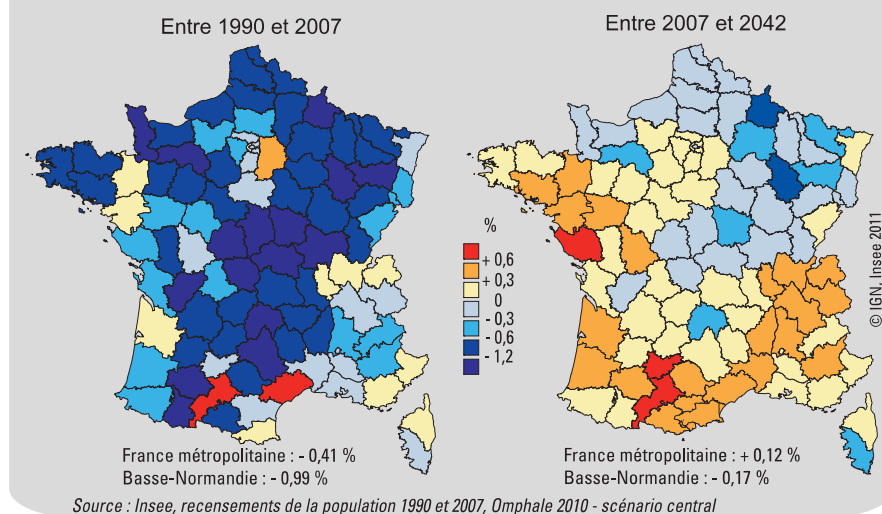 Entre 1990 et 2007
Entre 2007 et 2042
%
+ 0,6
+ 0,3
0
- 0,3
- 0,6
- 1,2
© IGN, Insee 2011
France métropolitaine : - 0,41 %
Basse-Normandie : - 0,99 %
France métropolitaine : + 0,12 %
Basse-Normandie : - 0,17 %
Source : Insee, recensements de la population 1990 et 2007, Omphale 2010 - scénario central